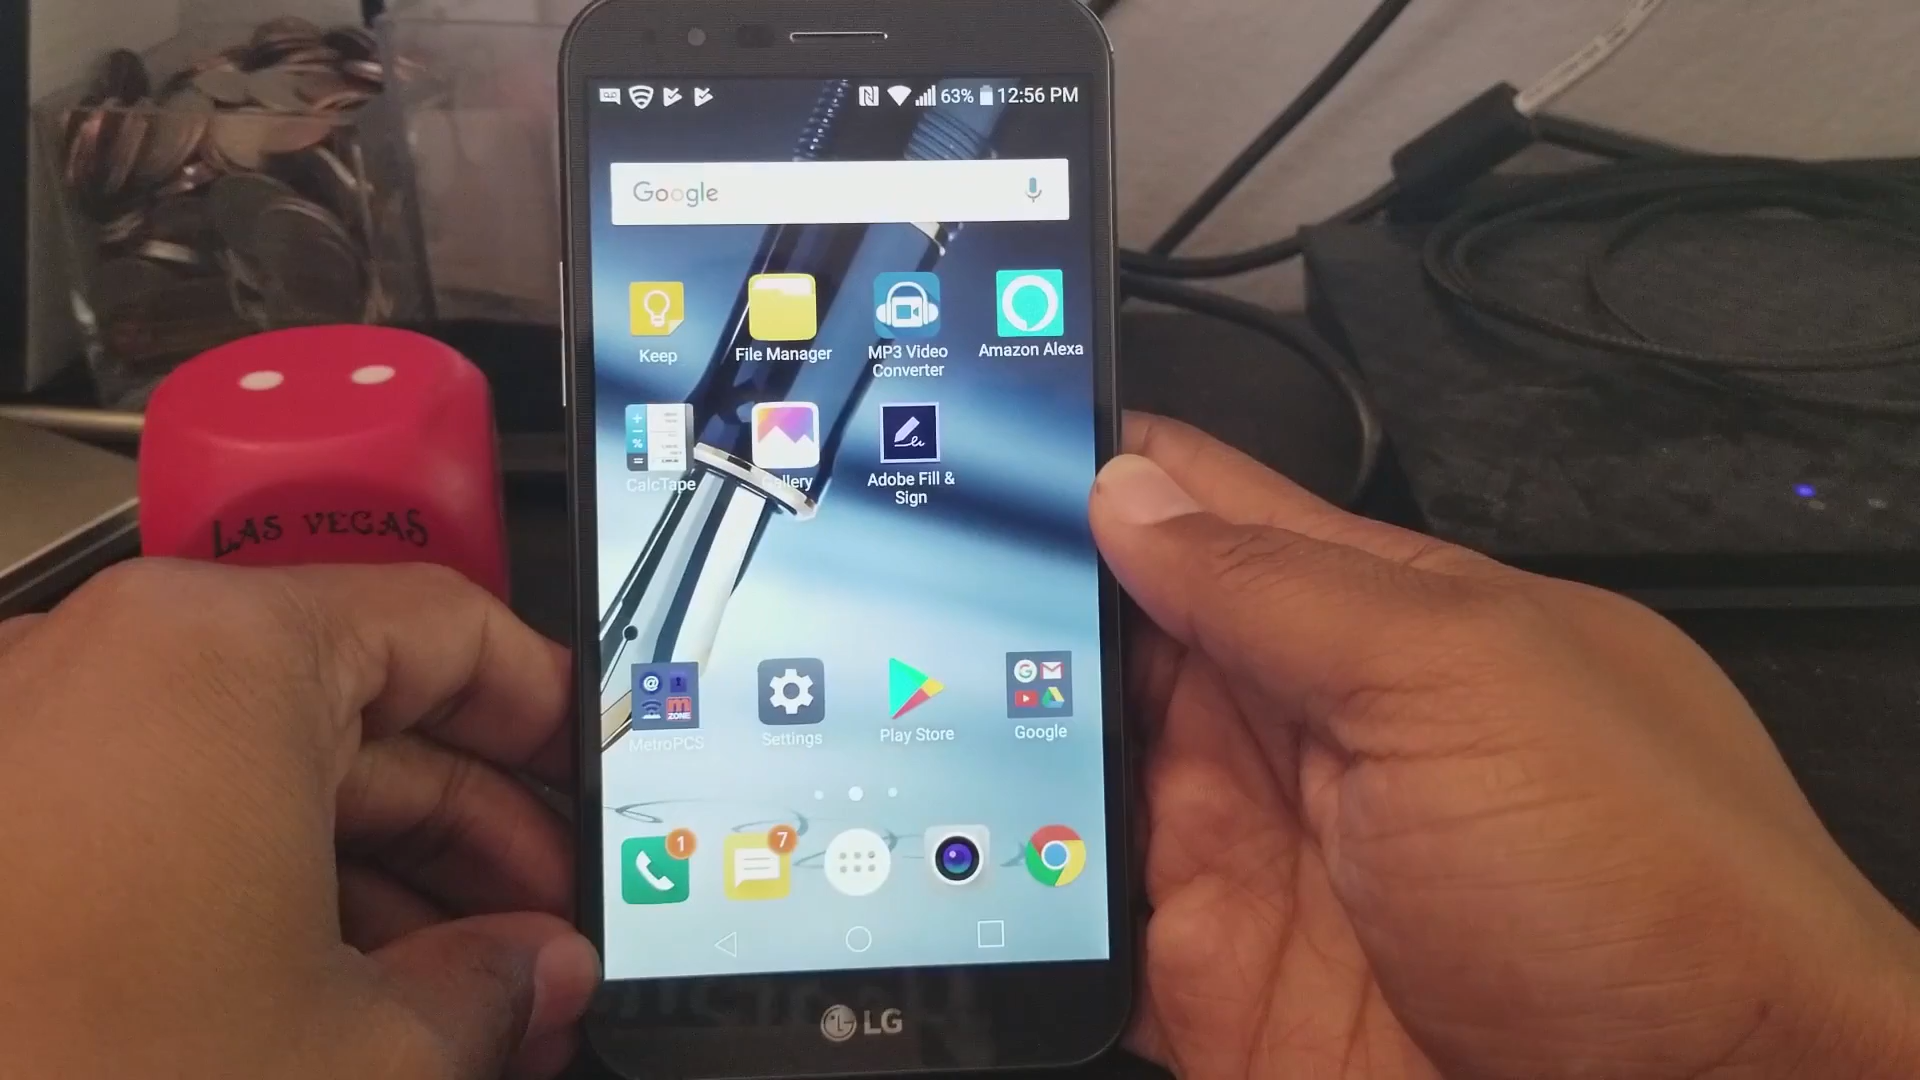 63% 12:56 PM
Google
Keep
File Manager
MP3 Video
Converter
Amazon Alexa
CalcTape
Gallery
Adobe Fill &
Sign
LAS VEGAS
@
m
ZONE
MetroPCS
Settings
Play Store
Google
1
7
LG